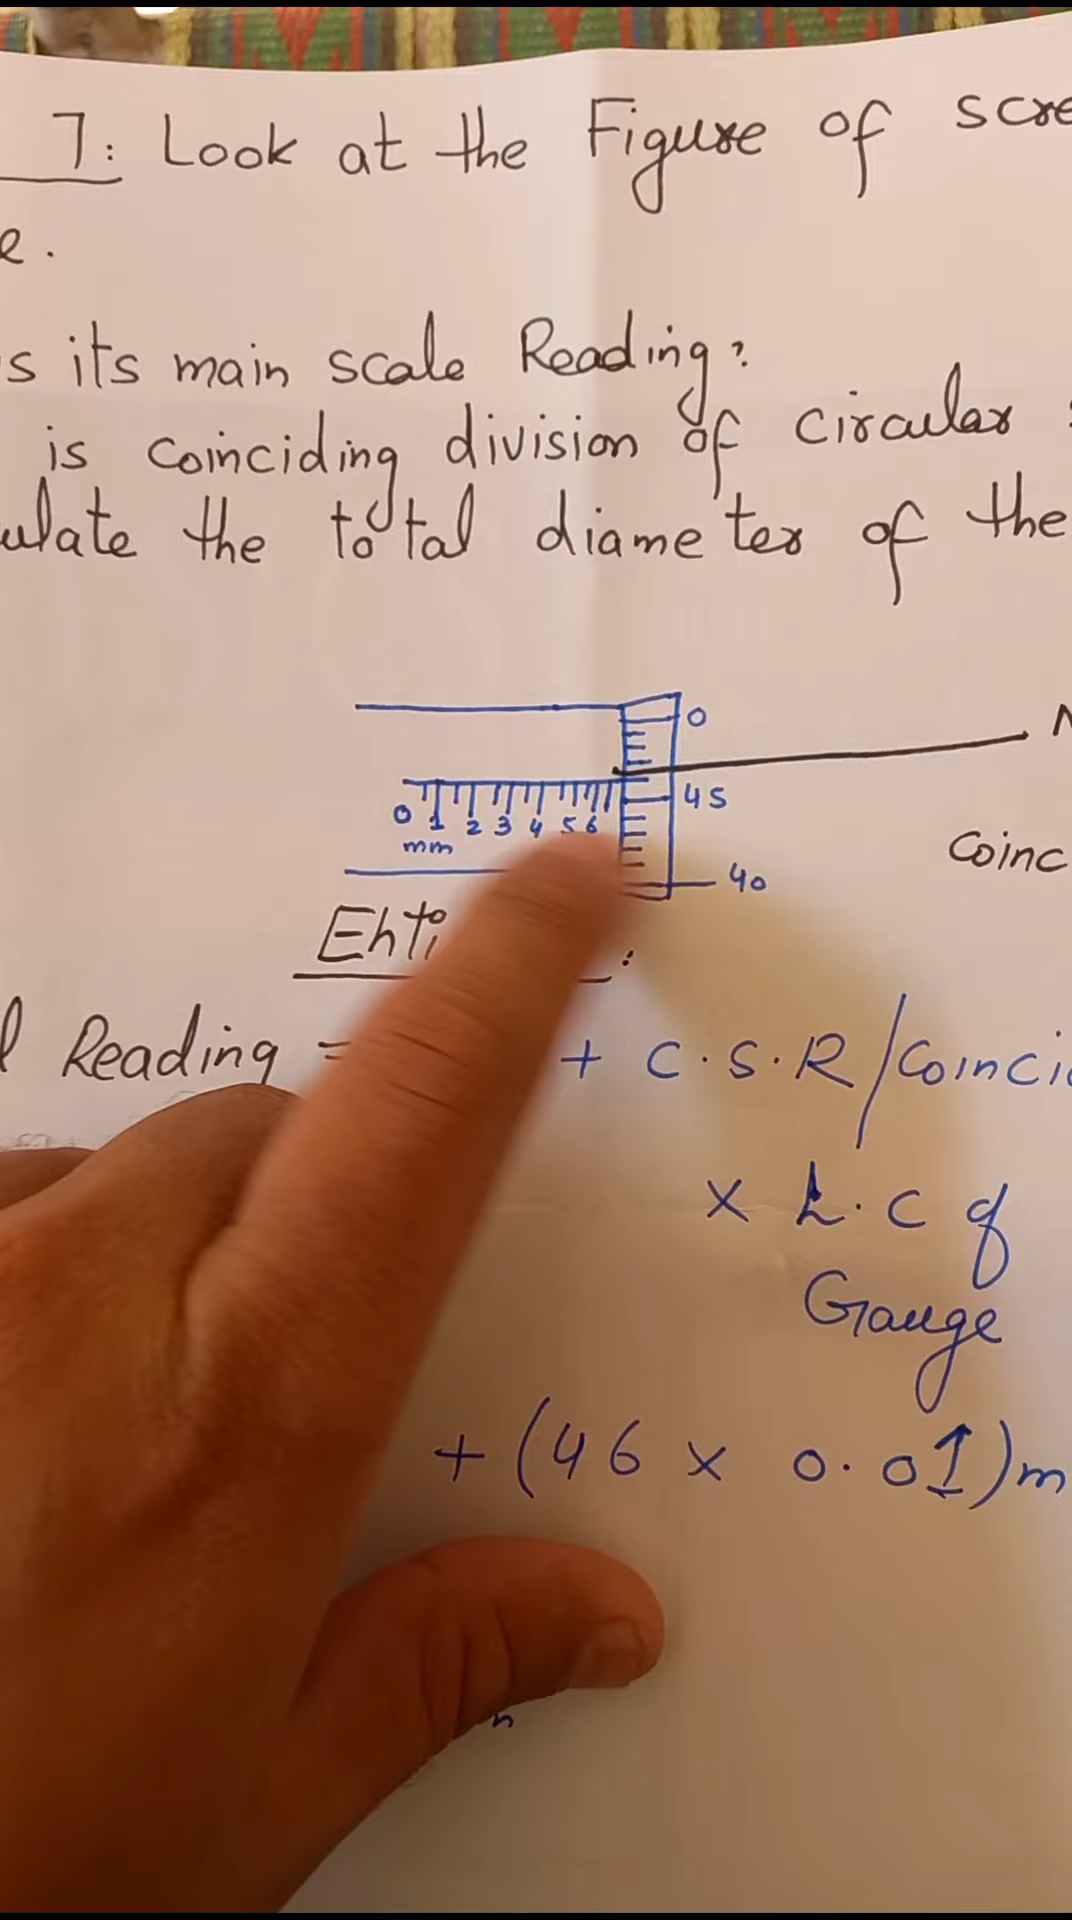 7: Look at the Figure of scre
e.
s its main scale Reading?
is coinciding division of circular
ulate the total diameter of the
0
45
40
0 1 2 3 4 5 6
mm
Coinc
Ehti :
l Reading = + C.S.R/Coincid
× L.C of
Gauge
+ (46 × 0.01)m
n